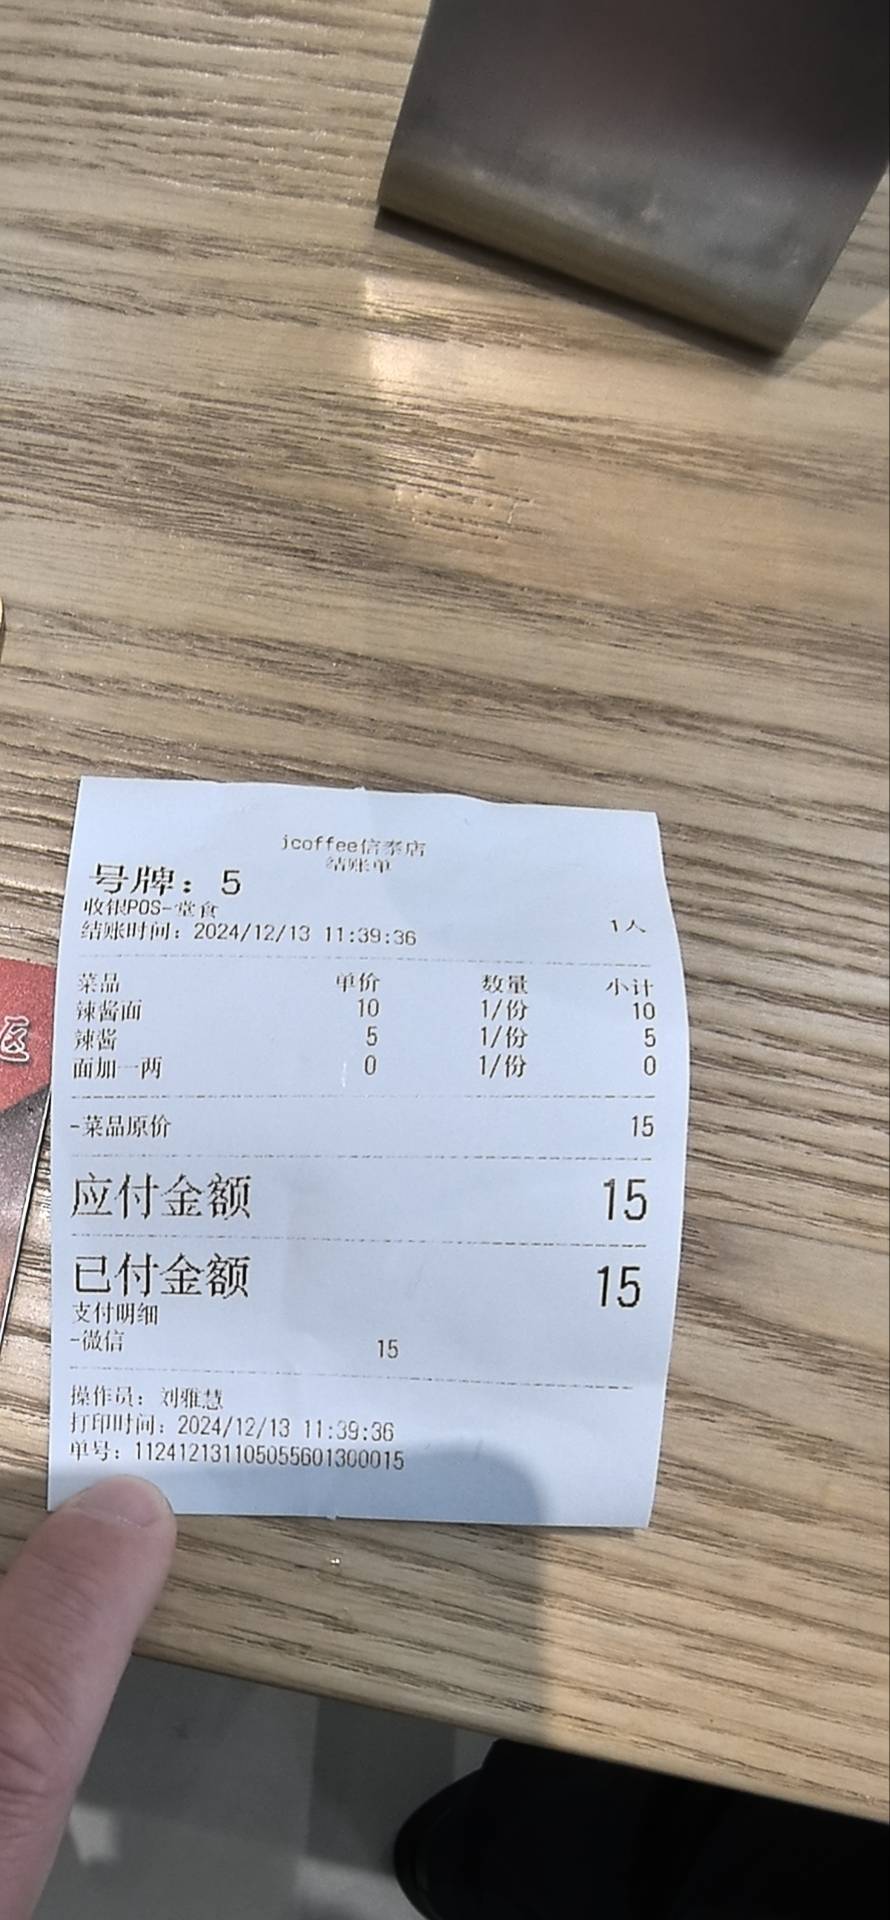 jcoffee信泰店
结账单
号牌：5
收银POS-堂食
结账时间：2024/12/13 11:39:36 1人
菜品 单价 数量 小计
辣酱面 10 1/份 10
辣酱 5 1/份 5
面加一两 0 1/份 0
-菜品原价 15
应付金额 15
已付金额 15
支付明细
-微信 15
操作员：刘雅慧
打印时间：2024/12/13 11:39:36
单号：11241213110505560130015
区